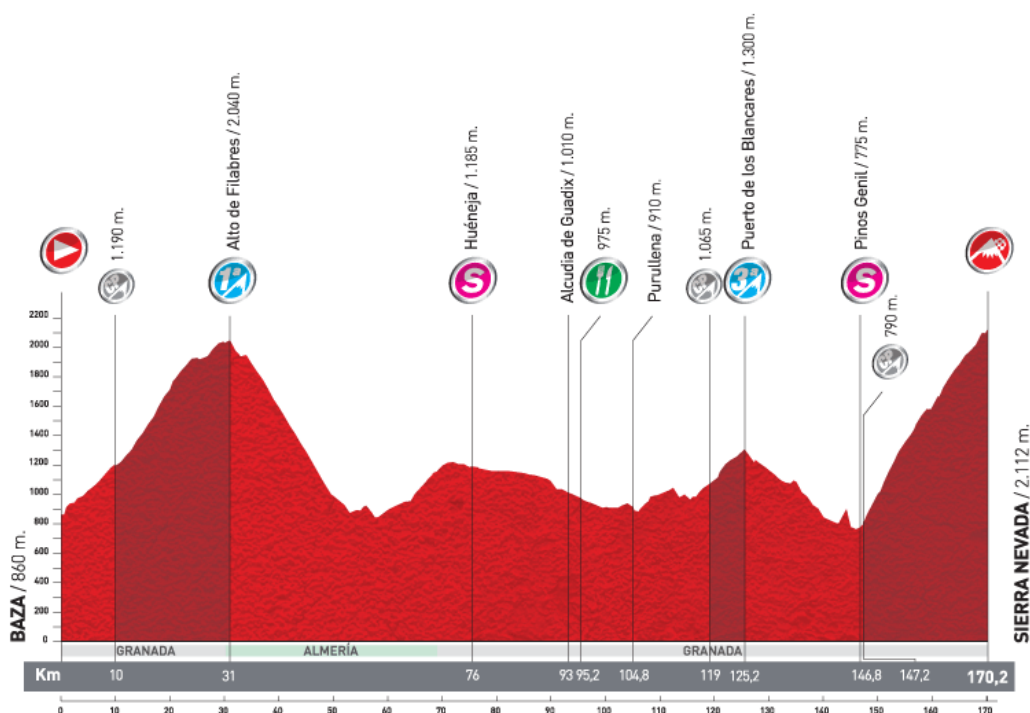 1.190 m.
Alto de Filabres / 2.040 m.
1ª
Huéneja / 1.185 m.
S
Alcudia de Guadix / 1.010 m.
975 m.
Purullena / 910 m.
1.065 m.
Puerto de los Blancares / 1.300 m.
3ª
Pinos Genil / 775 m.
S
790 m.
2200
2000
1800
1600
1400
1200
1000
800
600
400
200
0
BAZA / 860 m.
SIERRA NEVADA / 2.112 m.
GRANADA ALMERÍA GRANADA
Km 10 31 76 93 95,2 104,8 119 125,2 146,8 147,2 170,2
0 10 20 30 40 50 60 70 80 90 100 110 120 130 140 150 160 170